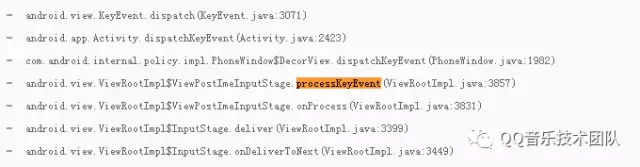 — android.view.KeyEvent.dispatch(KeyEvent.java:3071)
— android.app.Activity.dispatchKeyEvent(Activity.java:2423)
— com.android.internal.policy.impl.PhoneWindow$DecorView.dispatchKeyEvent(PhoneWindow.java:1982)
— android.view.ViewRootImpl$ViewPostImeInputStage.processKeyEvent(ViewRootImpl.java:3857)
— android.view.ViewRootImpl$ViewPostImeInputStage.onProcess(ViewRootImpl.java:3831)
— android.view.ViewRootImpl$InputStage.deliver(ViewRootImpl.java:3399)
— android.view.ViewRootImpl$InputStage.onDeliverToNext(ViewRootImpl.java:3449)
QQ音乐技术团队